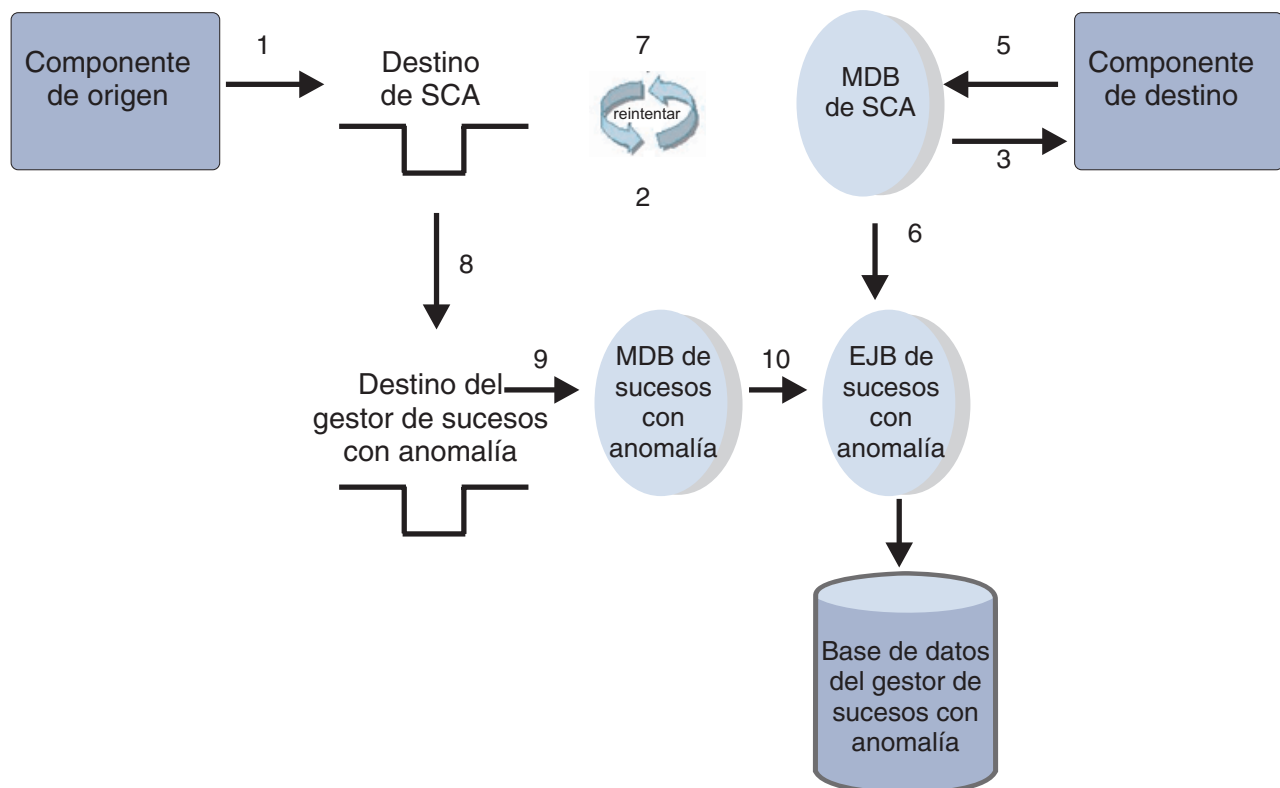 Componente
de origen
1
Destino
de SCA
7
reintentar
2
MDB
de SCA
5
3
Componente
de destino
8
6
Destino del
gestor de sucesos
con anomalía
9
MDB de
sucesos
con
anomalía
10
EJB de
sucesos
con
anomalía
Base de datos
del gestor de
sucesos con
anomalía